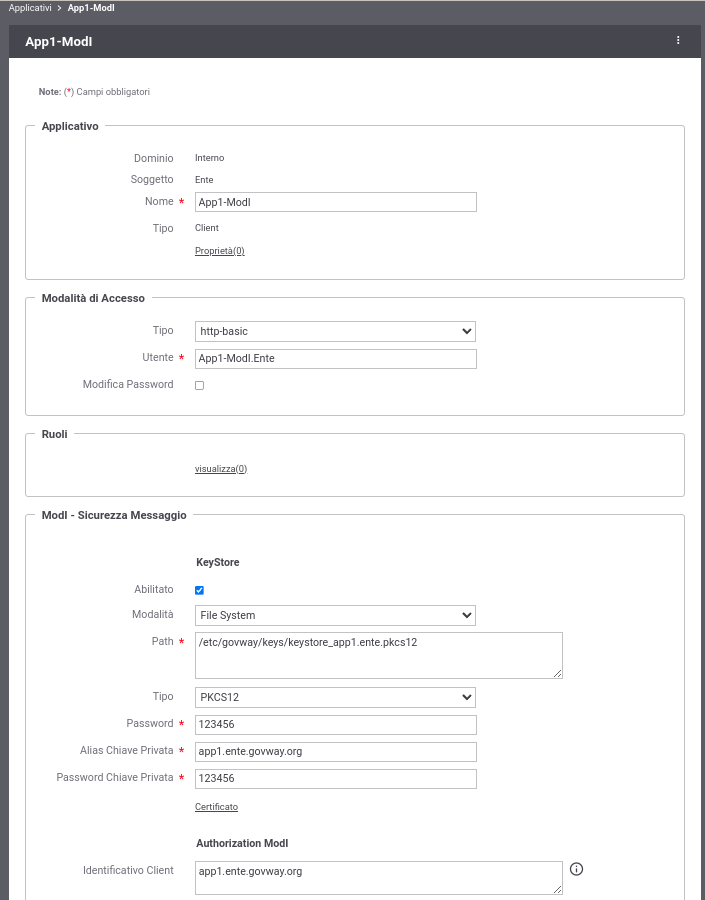 Applicativi > App1-ModI
App1-ModI
Note: (*) Campi obbligatori
Applicativo
Dominio Interno
Soggetto Ente
Nome * App1-ModI
Tipo Client
Proprietà(0)
Modalità di Accesso
Tipo http-basic
Utente * App1-ModI.Ente
Modifica Password
Ruoli
visualizza(0)
ModI - Sicurezza Messaggio
KeyStore
Abilitato
Modalità File System
Path * /etc/govway/keys/keystore_app1.ente.pkcs12
Tipo PKCS12
Password * 123456
Alias Chiave Privata * app1.ente.govway.org
Password Chiave Privata * 123456
Certificato
Authorization ModI
Identificativo Client app1.ente.govway.org